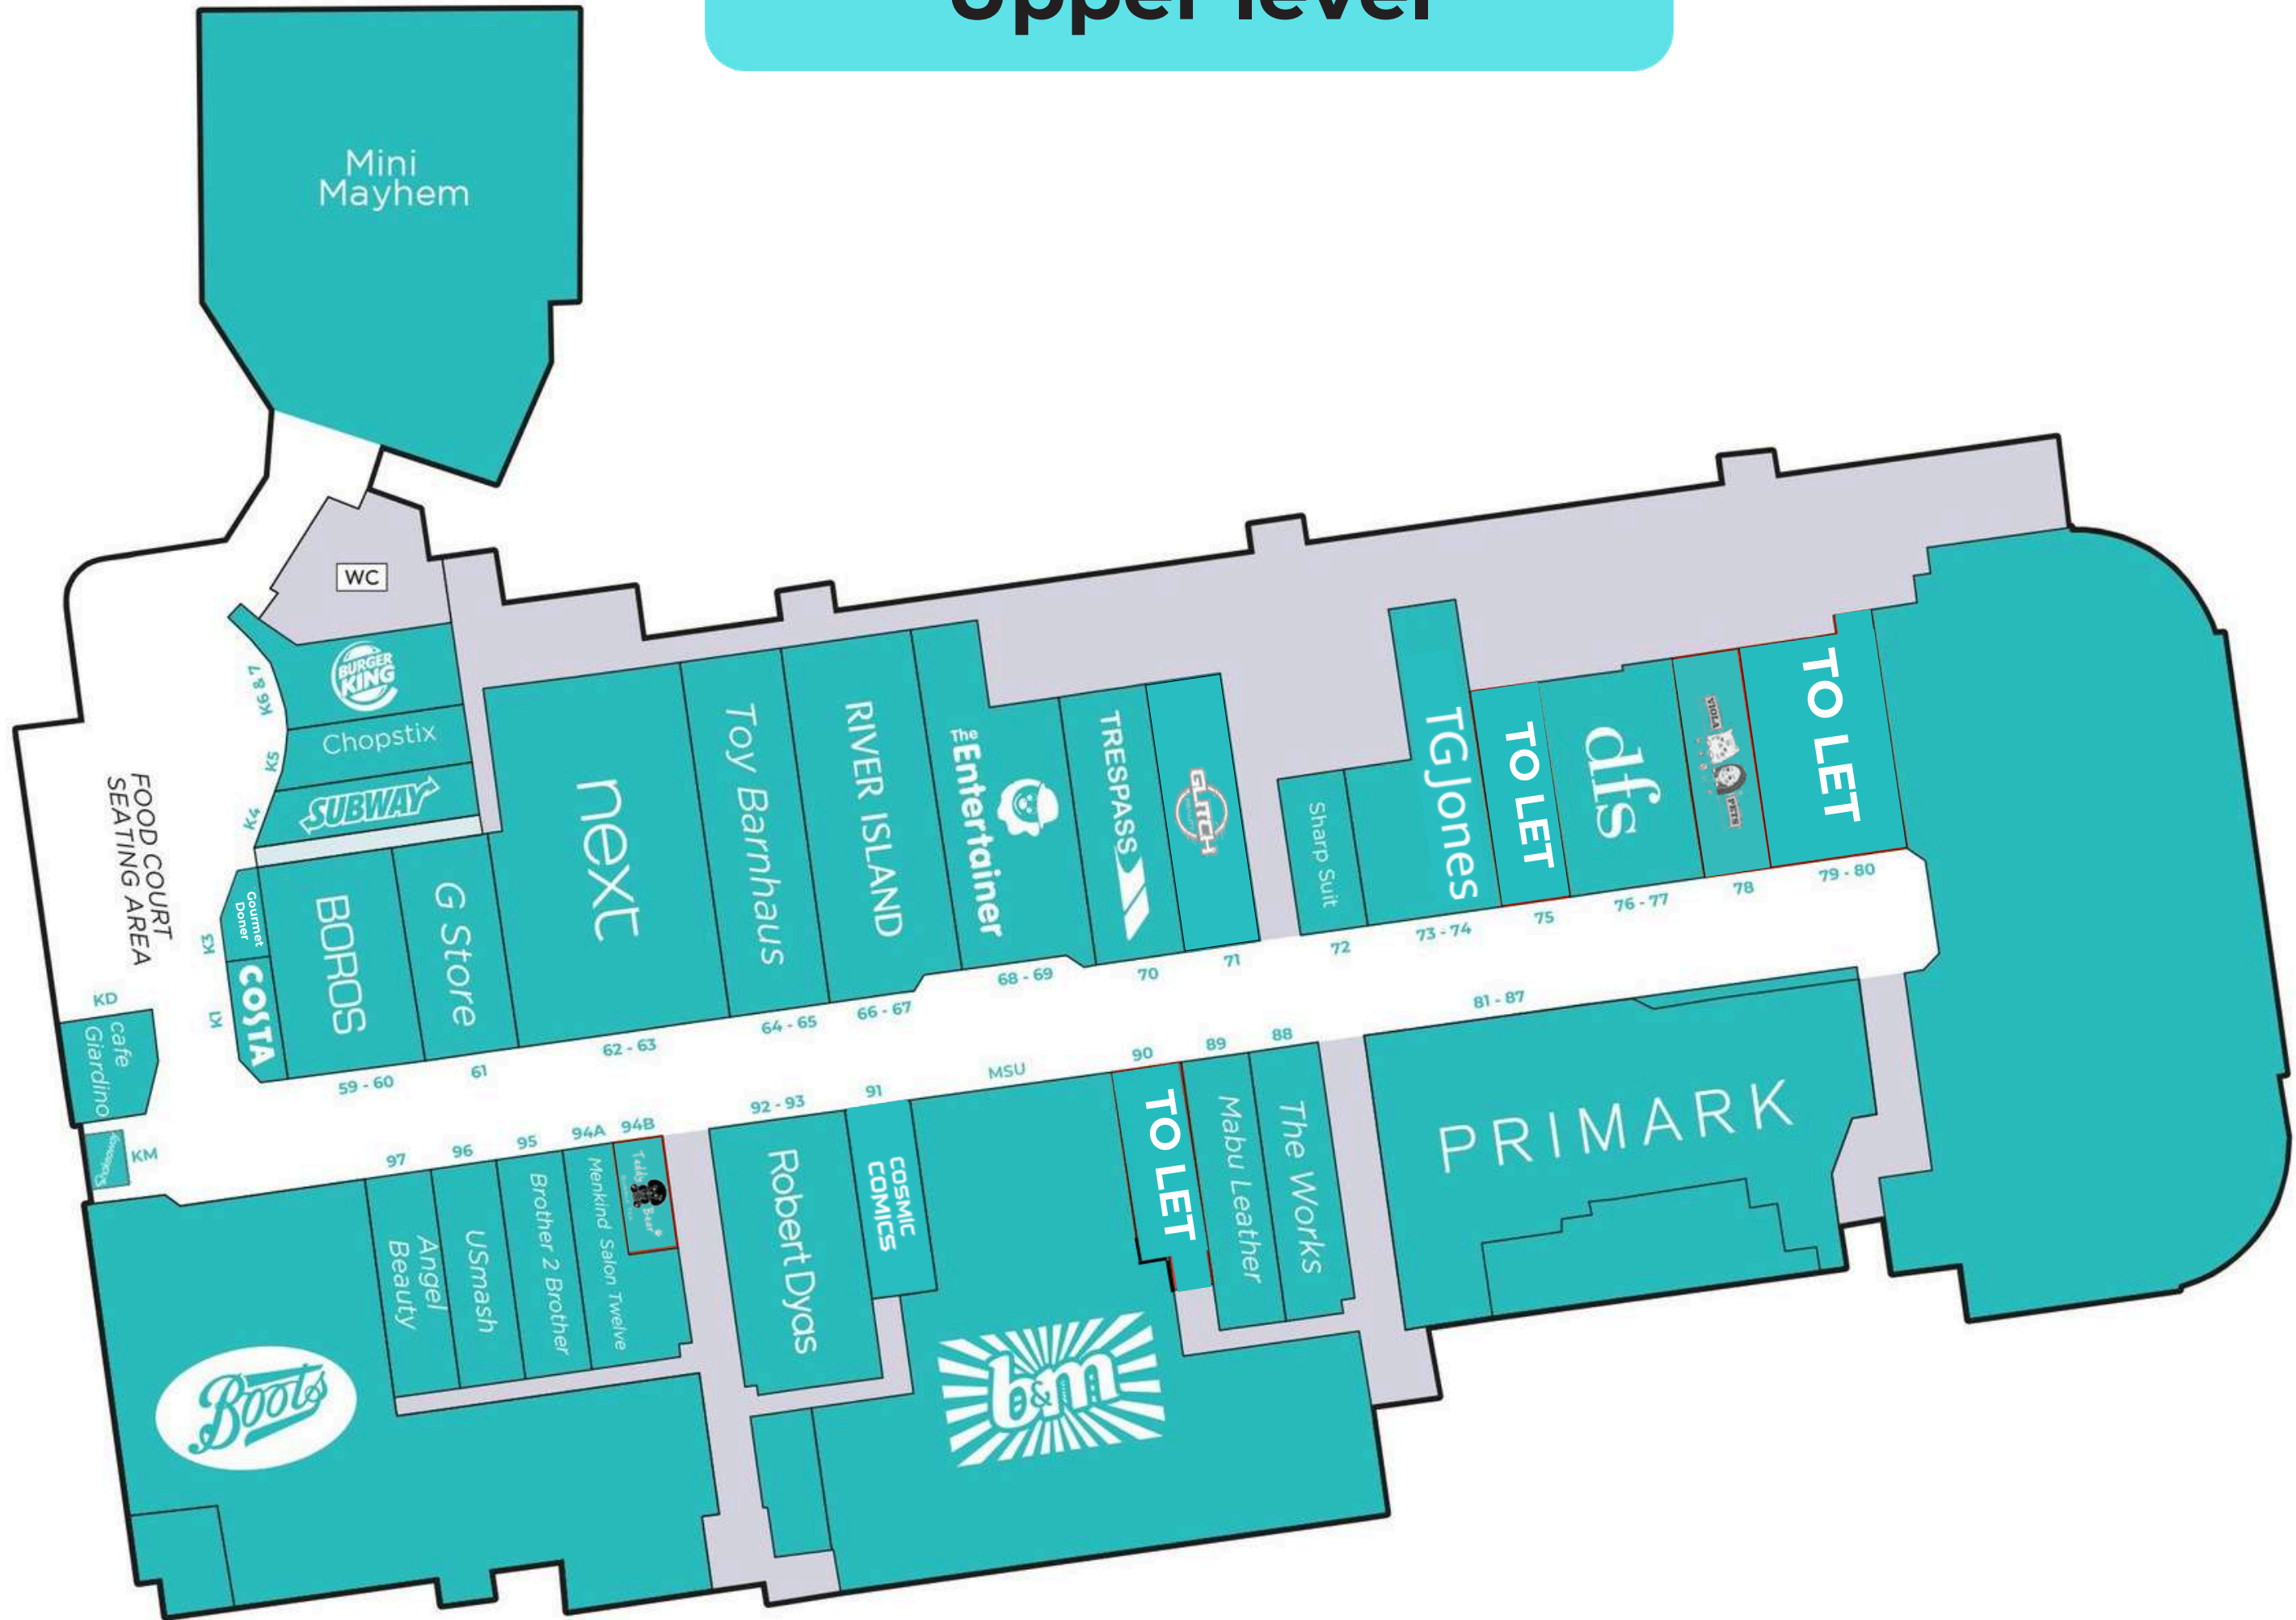 Upper level
Mini
Mayhem
WC
BURGER
KING
K6 & 7
Chopstix
K5
SUBWAY
K4
FOOD COURT
SEATING AREA
Gourmet
Doner
K3
COSTA
K1
KD
cafe
Giardino
KM
BOROS
59 - 60
G Store
61
next
62 - 63
Toy Barnhaus
64 - 65
RIVER ISLAND
66 - 67
The
Entertainer
68 - 69
TRESPASS
70
GLITCH
71
Sharp Suit
72
TGJones
73 - 74
TO LET
75
dfs
76 - 77
VIOLA
PETS
78
TO LET
79 - 80
81 - 87
PRIMARK
88
The Works
89
Mabu Leather
90
TO LET
MSU
b&m
91
COSMIC
COMICS
92 - 93
Robert Dyas
94B
Teddy
Bear
94A
Menkind Salon Twelve
95
Brother 2 Brother
96
USmash
97
Angel
Beauty
Boots